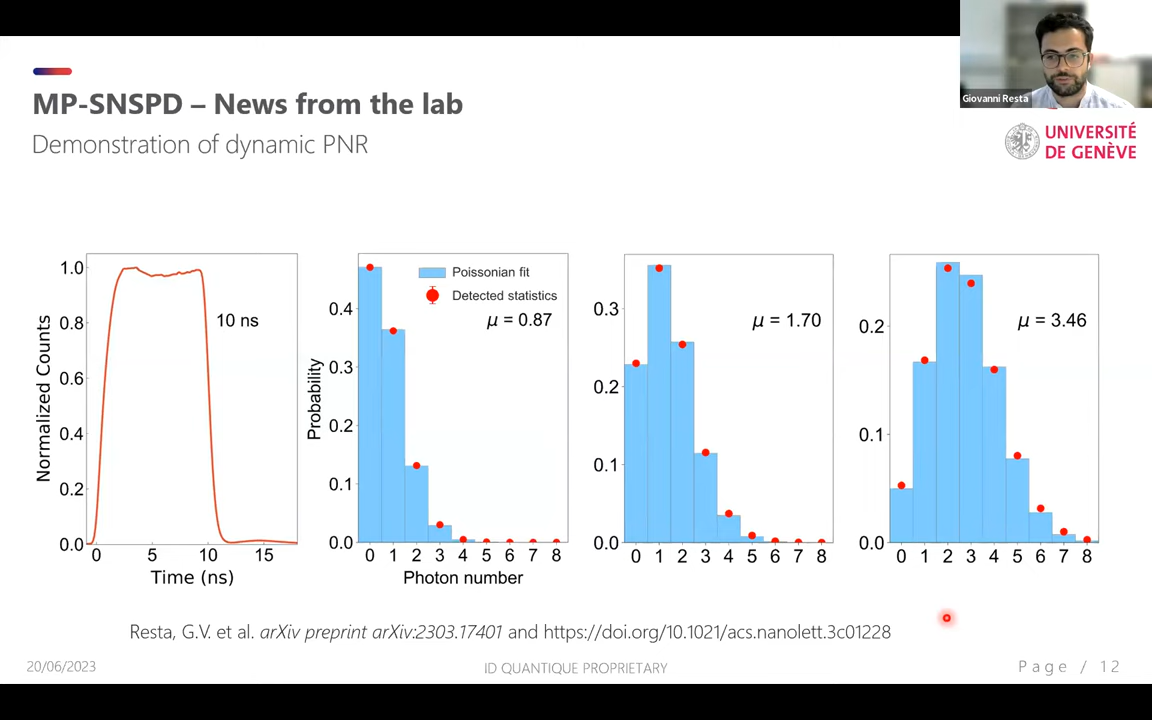 Giovanni Resta
MP-SNSPD – News from the lab
Demonstration of dynamic PNR
UNIVERSITÉ
DE GENÈVE
Normalized Counts
1.0
0.8
0.6
0.4
0.2
0.0
10 ns
0 5 10 15
Time (ns)
Probability
0.4
0.3
0.2
0.1
0.0
Poissonian fit
Detected statistics
μ = 0.87
0 1 2 3 4 5 6 7 8
Photon number
0.3
0.2
0.1
0.0
μ = 1.70
0 1 2 3 4 5 6 7 8
0.2
0.1
0.0
μ = 3.46
0 1 2 3 4 5 6 7 8
Resta, G.V. et al. arXiv preprint arXiv:2303.17401 and https://doi.org/10.1021/acs.nanolett.3c01228
20/06/2023
ID QUANTIQUE PROPRIETARY
Page / 12